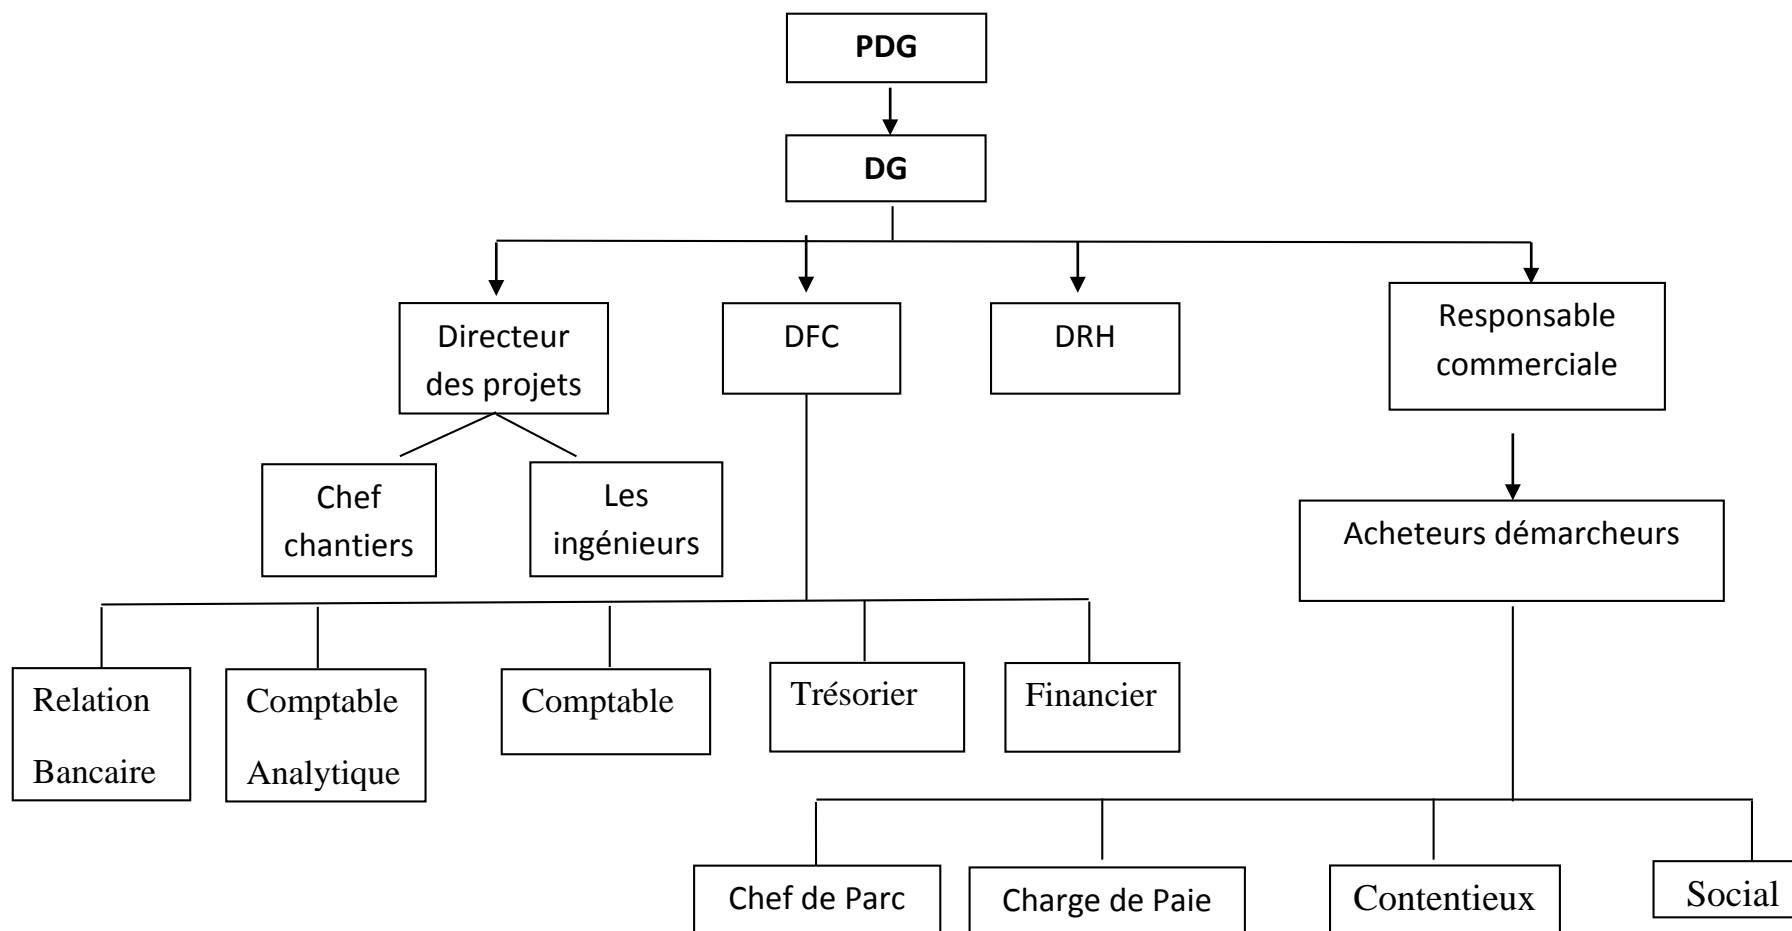 PDG
DG
Directeur
des projets
DFC
DRH
Responsable
commerciale
Chef
chantiers
Les
ingénieurs
Acheteurs démarcheurs
Relation
Bancaire
Comptable
Analytique
Comptable
Trésorier
Financier
Chef de Parc
Charge de Paie
Contentieux
Social